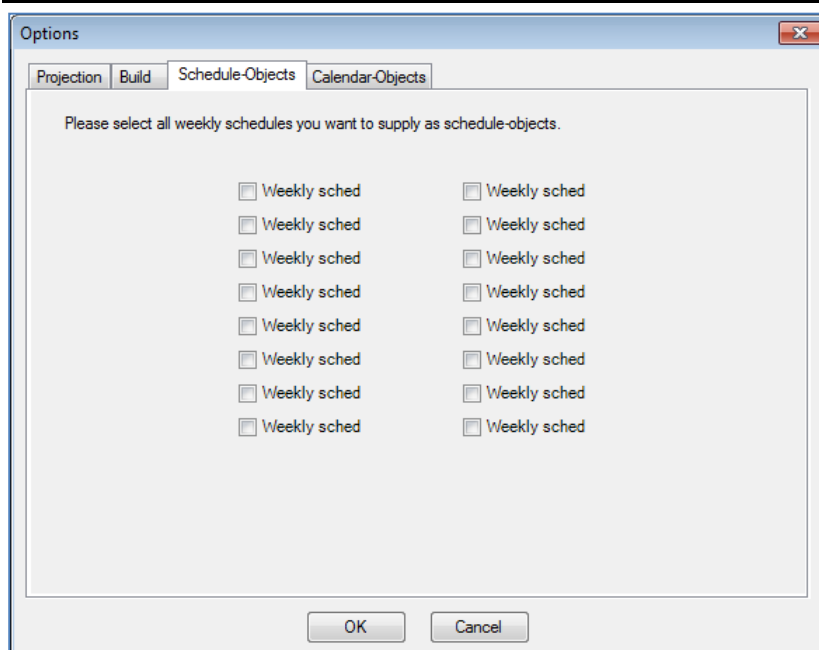 Options
Projection Build Schedule-Objects Calendar-Objects
Please select all weekly schedules you want to supply as schedule-objects.
Weekly sched Weekly sched
Weekly sched Weekly sched
Weekly sched Weekly sched
Weekly sched Weekly sched
Weekly sched Weekly sched
Weekly sched Weekly sched
Weekly sched Weekly sched
Weekly sched Weekly sched
OK Cancel